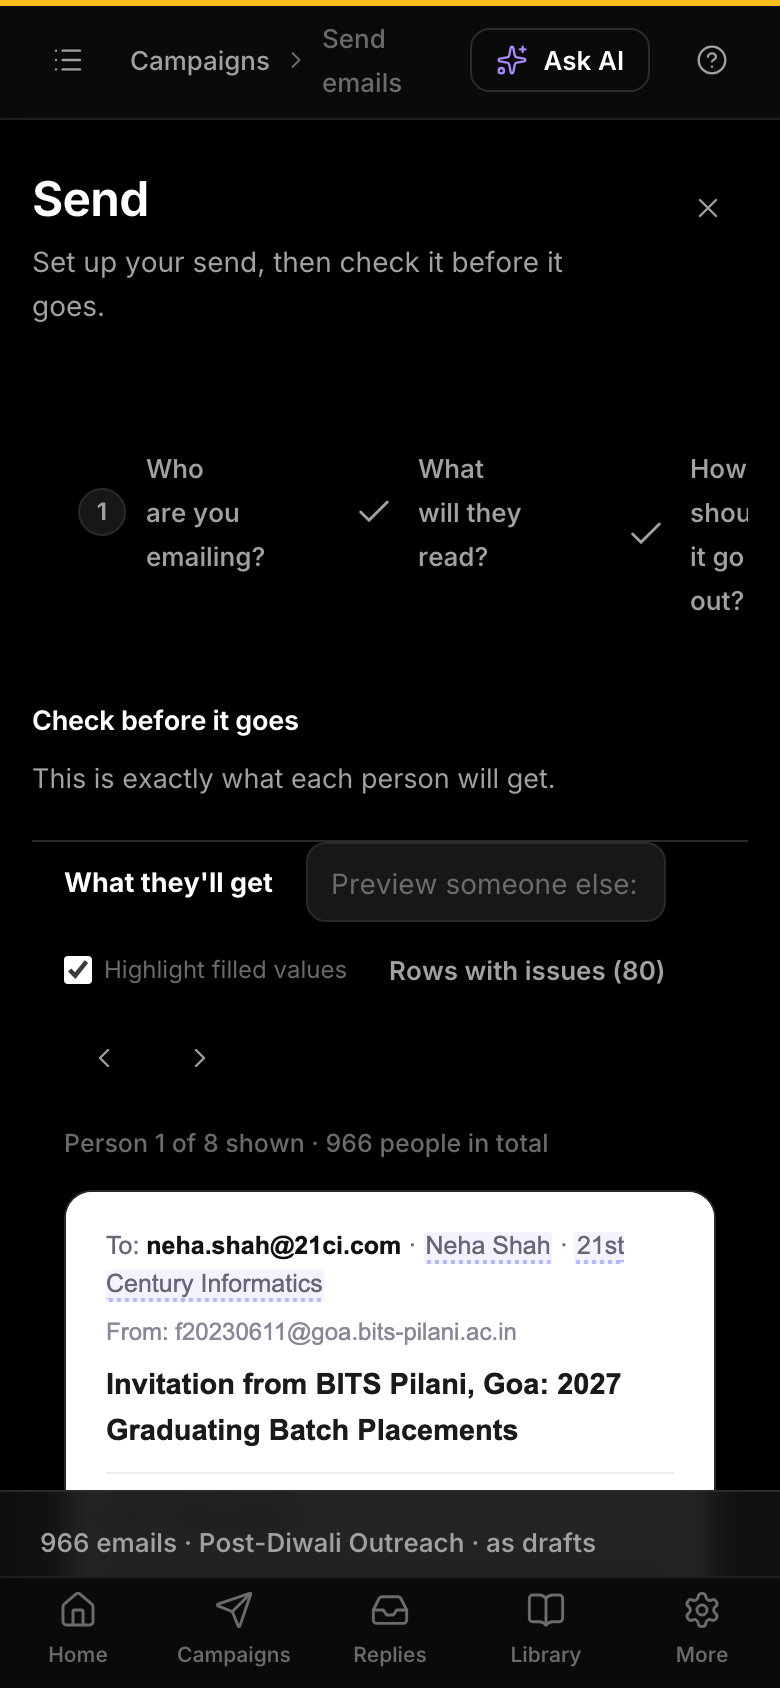 Campaigns
Send
emails
Ask AI
Send
Set up your send, then check it before it
goes.
1
Who
are you
emailing?
What
will they
read?
How
shou
it go
out?
Check before it goes
This is exactly what each person will get.
What they'll get
Preview someone else:
Highlight filled values
Rows with issues (80)
Person 1 of 8 shown · 966 people in total
To: neha.shah@21ci.com · Neha Shah · 21st
Century Informatics
From: f20230611@goa.bits-pilani.ac.in
Invitation from BITS Pilani, Goa: 2027
Graduating Batch Placements
966 emails · Post-Diwali Outreach · as drafts
Home
Campaigns
Replies
Library
More